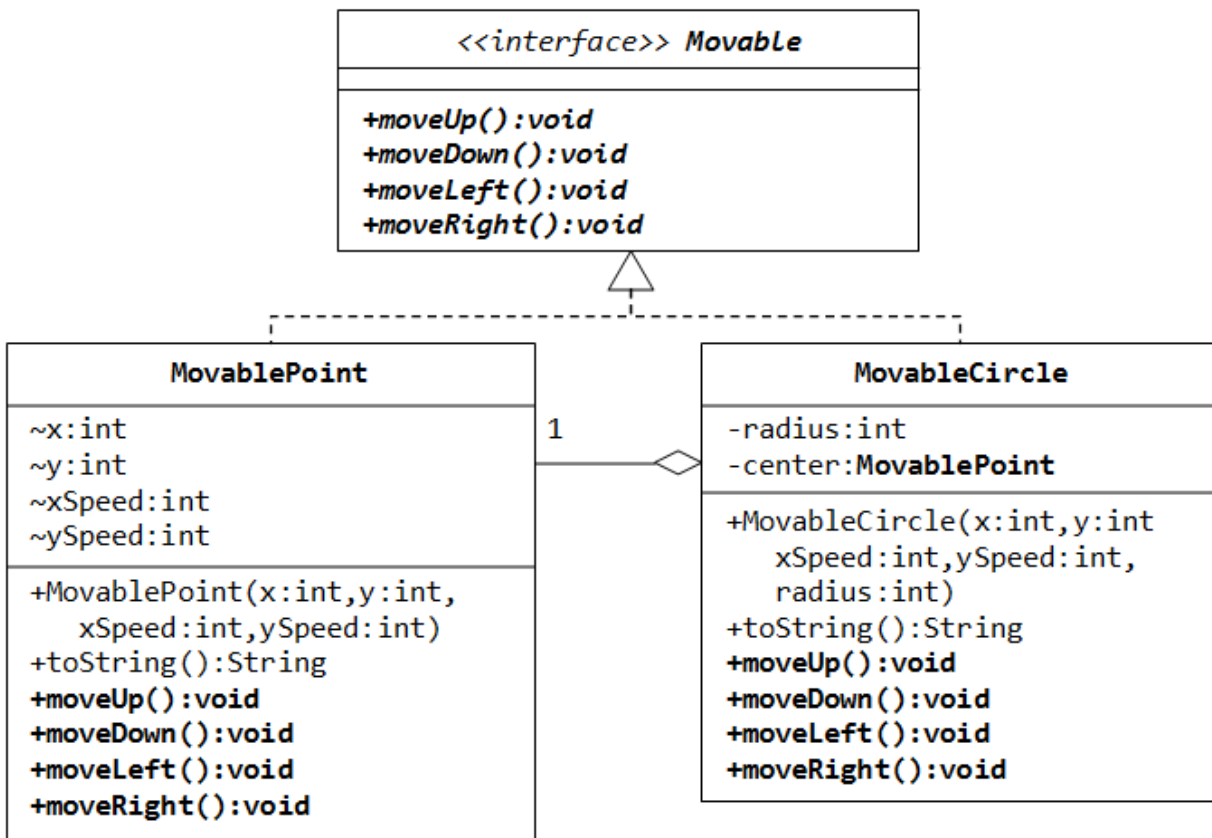 <<interface>> Movable
+moveUp():void
+moveDown():void
+moveLeft():void
+moveRight():void
MovablePoint
~x:int
~y:int
~xSpeed:int
~ySpeed:int
+MovablePoint(x:int,y:int,
xSpeed:int,ySpeed:int)
+toString():String
+moveUp():void
+moveDown():void
+moveLeft():void
+moveRight():void
1
MovableCircle
-radius:int
-center:MovablePoint
+MovableCircle(x:int,y:int
xSpeed:int,ySpeed:int,
radius:int)
+toString():String
+moveUp():void
+moveDown():void
+moveLeft():void
+moveRight():void